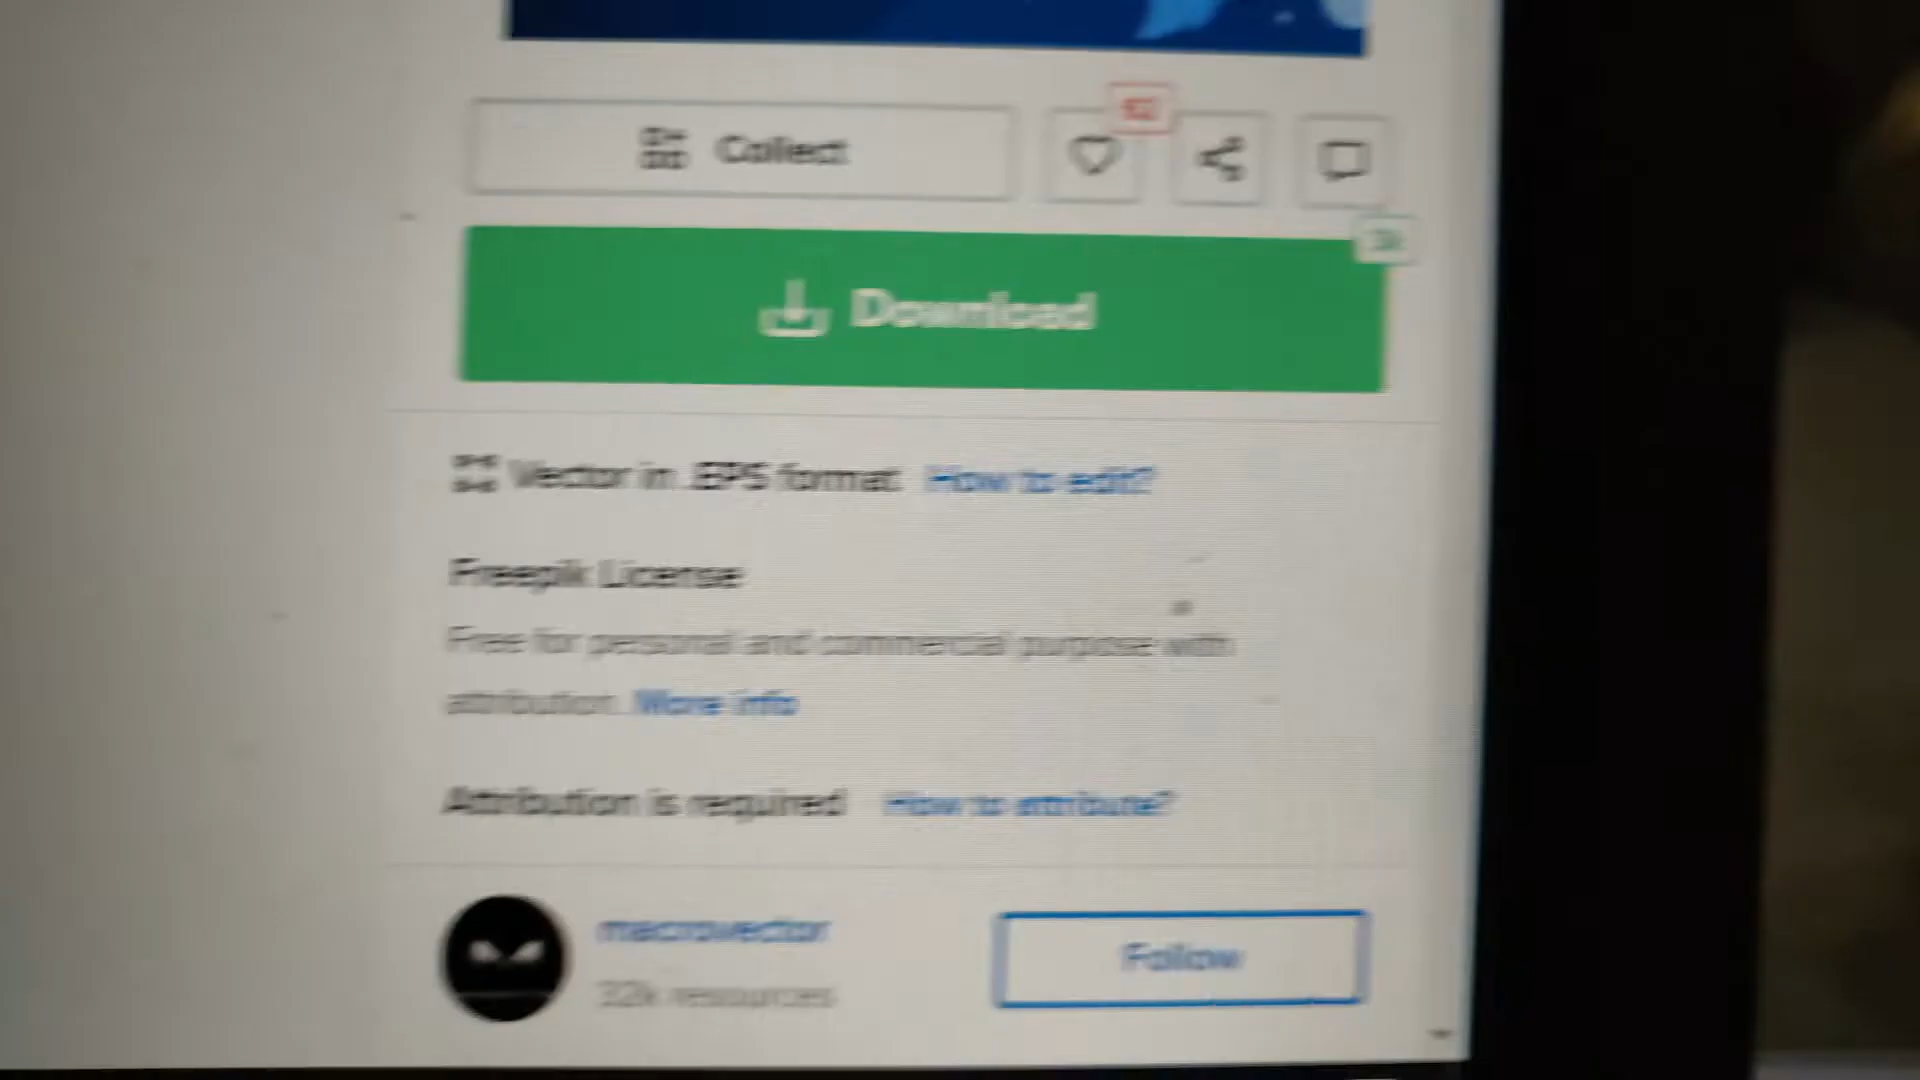 Collect
Download
Vector in .EPS format How to edit?
Freepik License
Free for personal and commercial purpose with
attribution. More info
Attribution is required How to attribute?
macrovector
32k resources
Follow